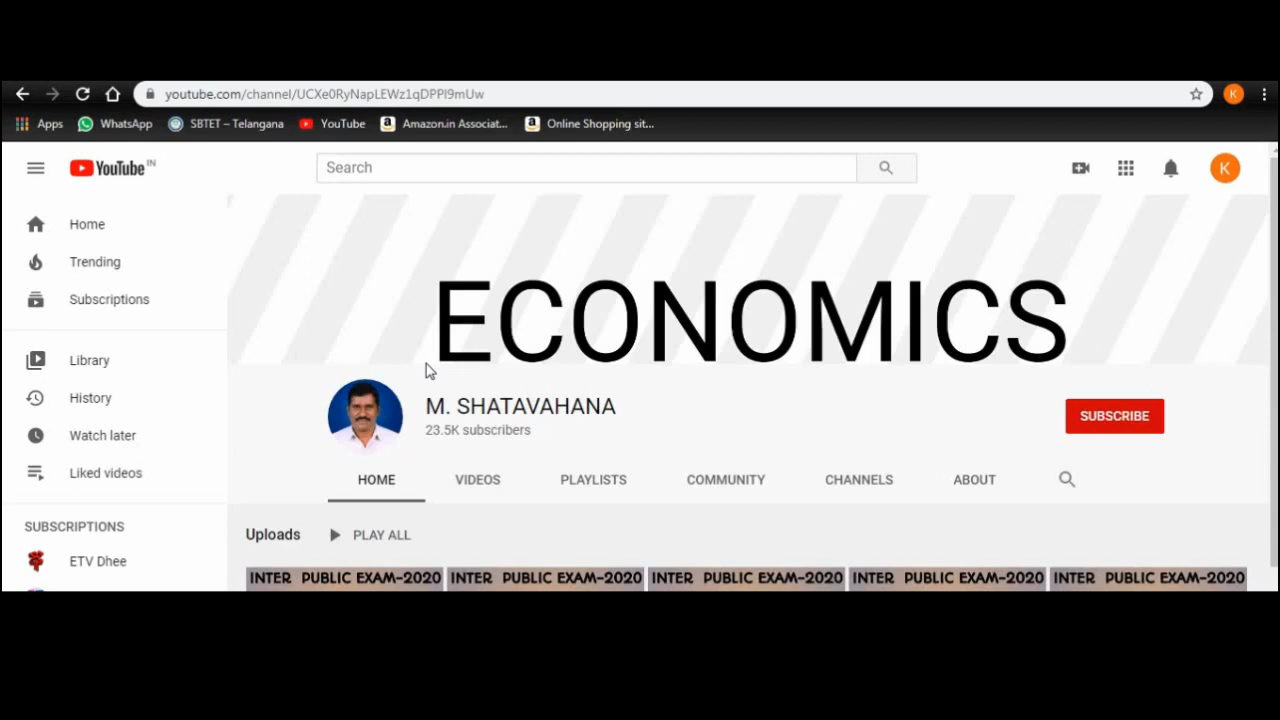 youtube.com/channel/UCXe0RyNapLEWz1qDPPl9mUw
K
Apps WhatsApp SBTET – Telangana YouTube Amazon.in Associat... Online Shopping sit...
YouTube IN
Search
K
Home
Trending
Subscriptions
Library
History
Watch later
Liked videos
SUBSCRIPTIONS
ETV Dhee
ECONOMICS
M. SHATAVAHANA
23.5K subscribers
SUBSCRIBE
HOME VIDEOS PLAYLISTS COMMUNITY CHANNELS ABOUT
Uploads PLAY ALL
INTER PUBLIC EXAM-2020 INTER PUBLIC EXAM-2020 INTER PUBLIC EXAM-2020 INTER PUBLIC EXAM-2020 INTER PUBLIC EXAM-2020